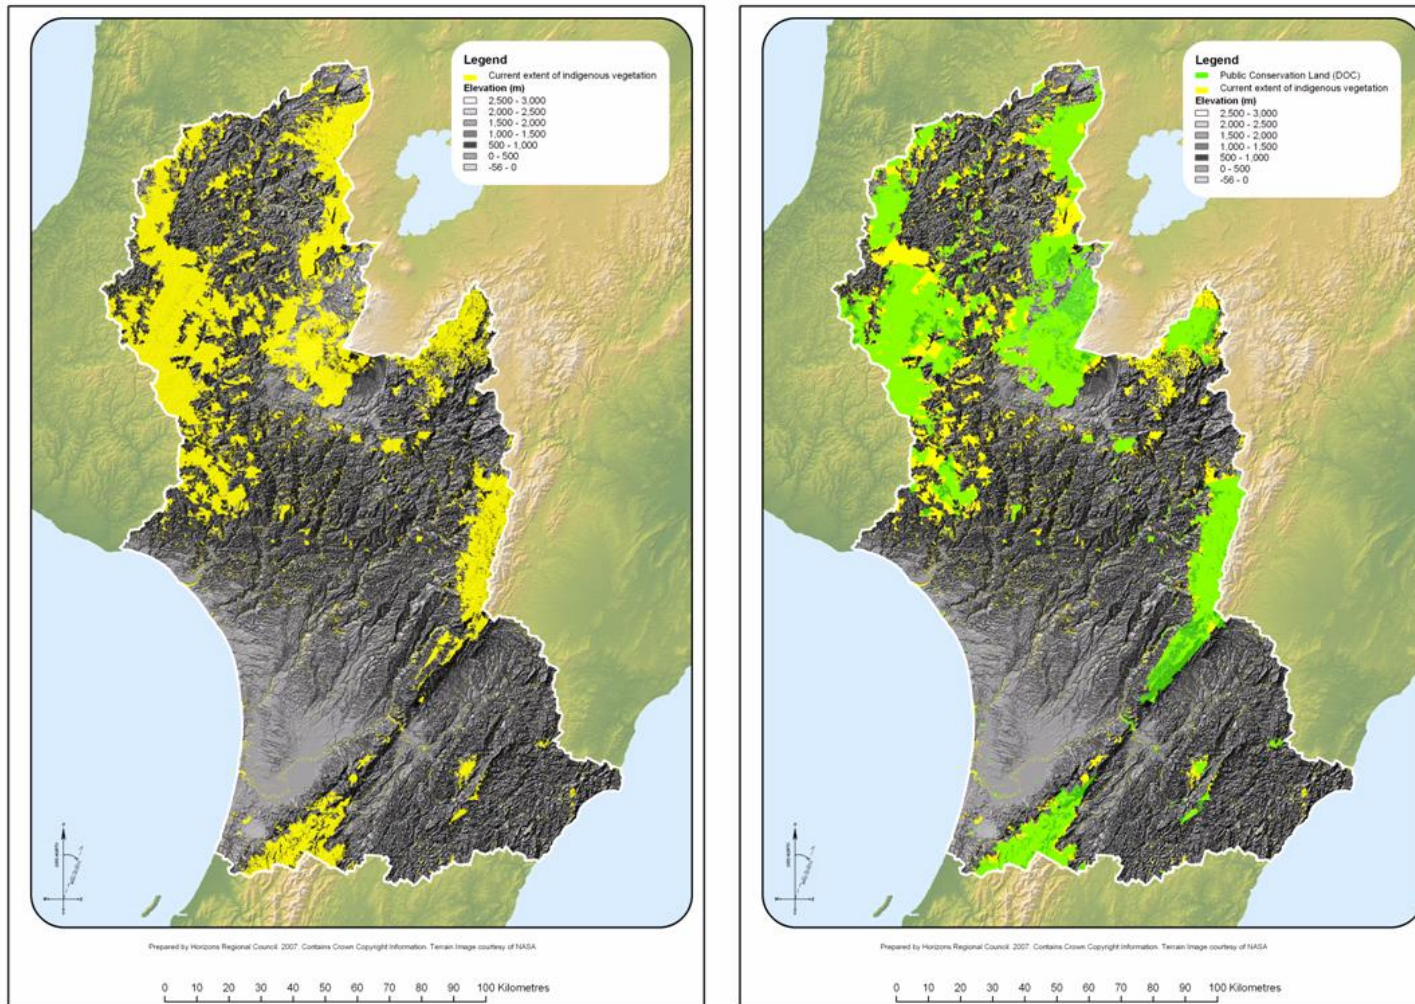 Legend
Current extent of indigenous vegetation
Elevation (m)
2,500 - 3,000
2,000 - 2,500
1,500 - 2,000
1,000 - 1,500
500 - 1,000
0 - 500
-56 - 0
Prepared by Horizons Regional Council. 2007. Contains Crown Copyright Information. Terrain Image courtesy of NASA
0 10 20 30 40 50 60 70 80 90 100 Kilometres
Legend
Public Conservation Land (DOC)
Current extent of indigenous vegetation
Elevation (m)
2,500 - 3,000
2,000 - 2,500
1,500 - 2,000
1,000 - 1,500
500 - 1,000
0 - 500
-56 - 0
Prepared by Horizons Regional Council. 2007. Contains Crown Copyright Information. Terrain Image courtesy of NASA
0 10 20 30 40 50 60 70 80 90 100 Kilometres